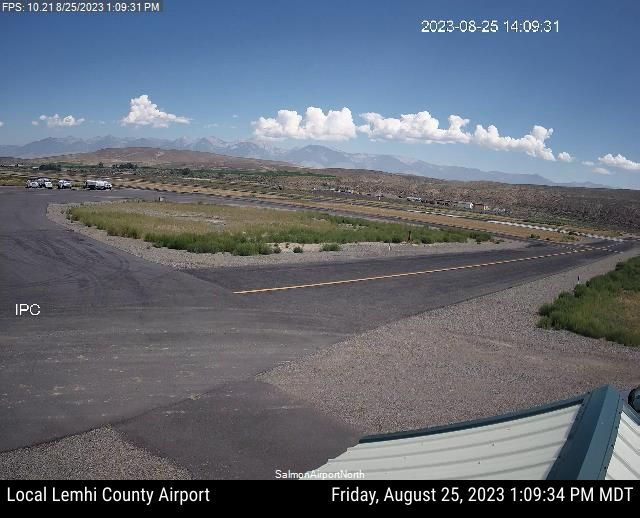 FPS: 10.21 8/25/2023 1:09:31 PM
2023-08-25 14:09:31
IPC
SalmonAirportNorth
Local Lemhi County Airport
Friday, August 25, 2023 1:09:34 PM MDT